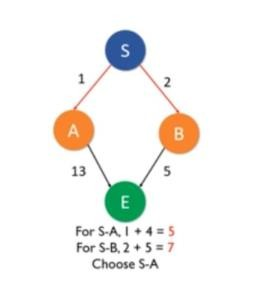 S
1 2
A B
13 5
E
For S-A, 1 + 4 = 5
For S-B, 2 + 5 = 7
Choose S-A